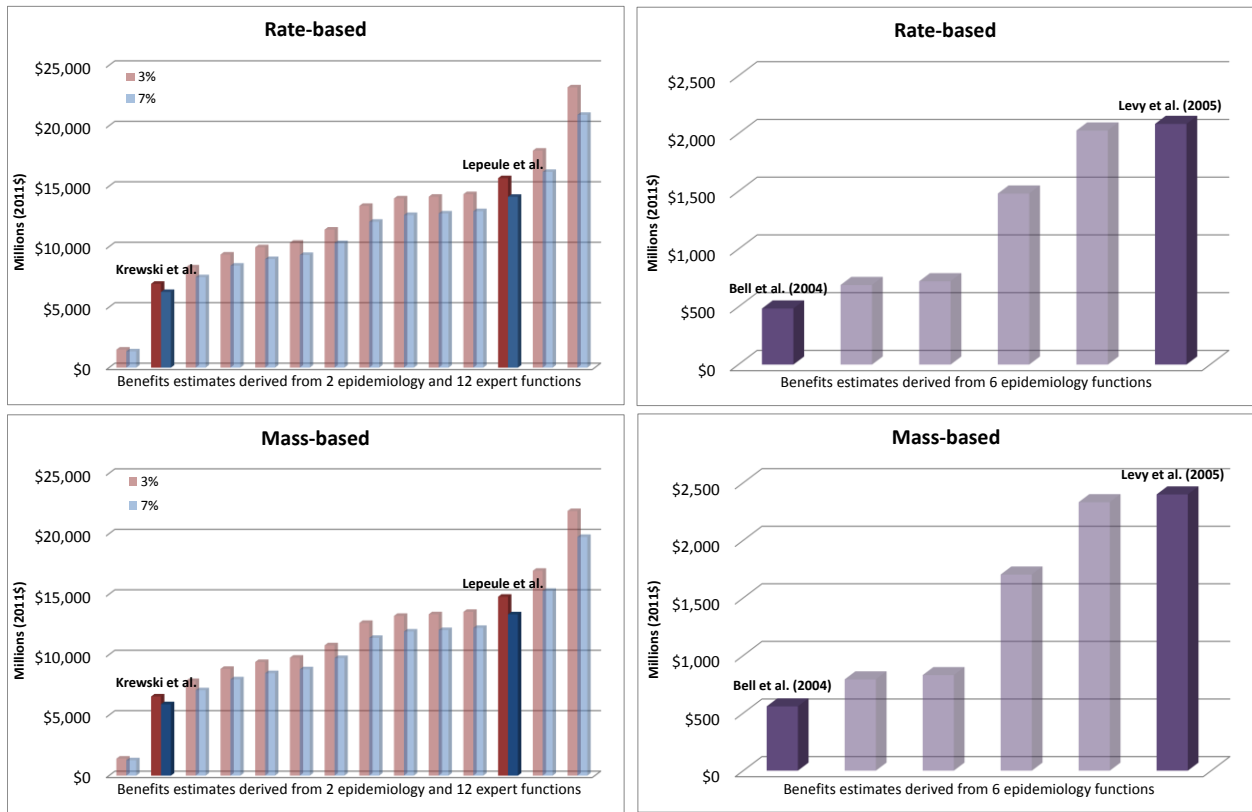 Rate-based
$25,000
3%
7%
$20,000
Lepeule et al.
$15,000
Millions (2011$)
$10,000
Krewski et al.
$5,000
$0
Benefits estimates derived from 2 epidemiology and 12 expert functions
Rate-based
$2,500
Levy et al. (2005)
$2,000
$1,500
Millions (2011$)
$1,000
Bell et al. (2004)
$500
$0
Benefits estimates derived from 6 epidemiology functions
Mass-based
$25,000
3%
7%
$20,000
Lepeule et al.
$15,000
Millions (2011$)
$10,000
Krewski et al.
$5,000
$0
Benefits estimates derived from 2 epidemiology and 12 expert functions
Mass-based
$2,500
Levy et al. (2005)
$2,000
$1,500
Millions (2011$)
$1,000
Bell et al. (2004)
$500
$0
Benefits estimates derived from 6 epidemiology functions